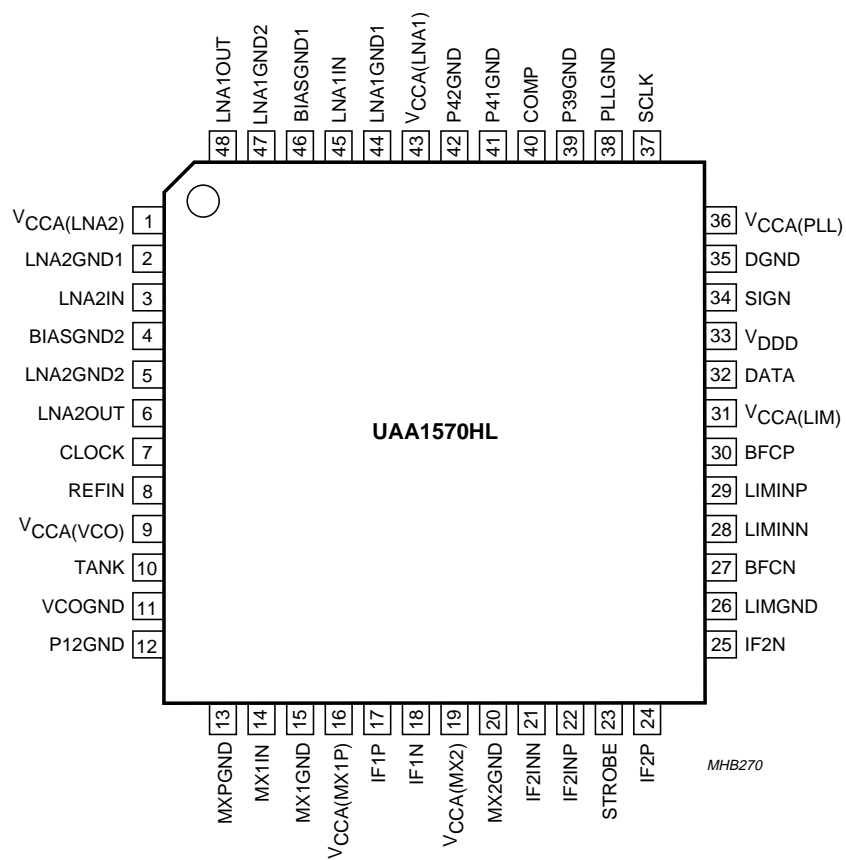 LNA1OUT
LNA1GND2
BIASGND1
LNA1IN
LNA1GND1
VCCA(LNA1)
P42GND
P41GND
COMP
P39GND
PLLGND
SCLK
48 47 46 45 44 43 42 41 40 39 38 37
VCCA(LNA2) 1
LNA2GND1 2
LNA2IN 3
BIASGND2 4
LNA2GND2 5
LNA2OUT 6
CLOCK 7
REFIN 8
VCCA(VCO) 9
TANK 10
VCOGND 11
P12GND 12
UAA1570HL
36 VCCA(PLL)
35 DGND
34 SIGN
33 VDDD
32 DATA
31 VCCA(LIM)
30 BFCP
29 LIMINP
28 LIMINN
27 BFCN
26 LIMGND
25 IF2N
13 14 15 16 17 18 19 20 21 22 23 24
MXPGND
MX1IN
MX1GND
VCCA(MX1P)
IF1P
IF1N
VCCA(MX2)
MX2GND
IF2INN
IF2INP
STROBE
IF2P
MHB270